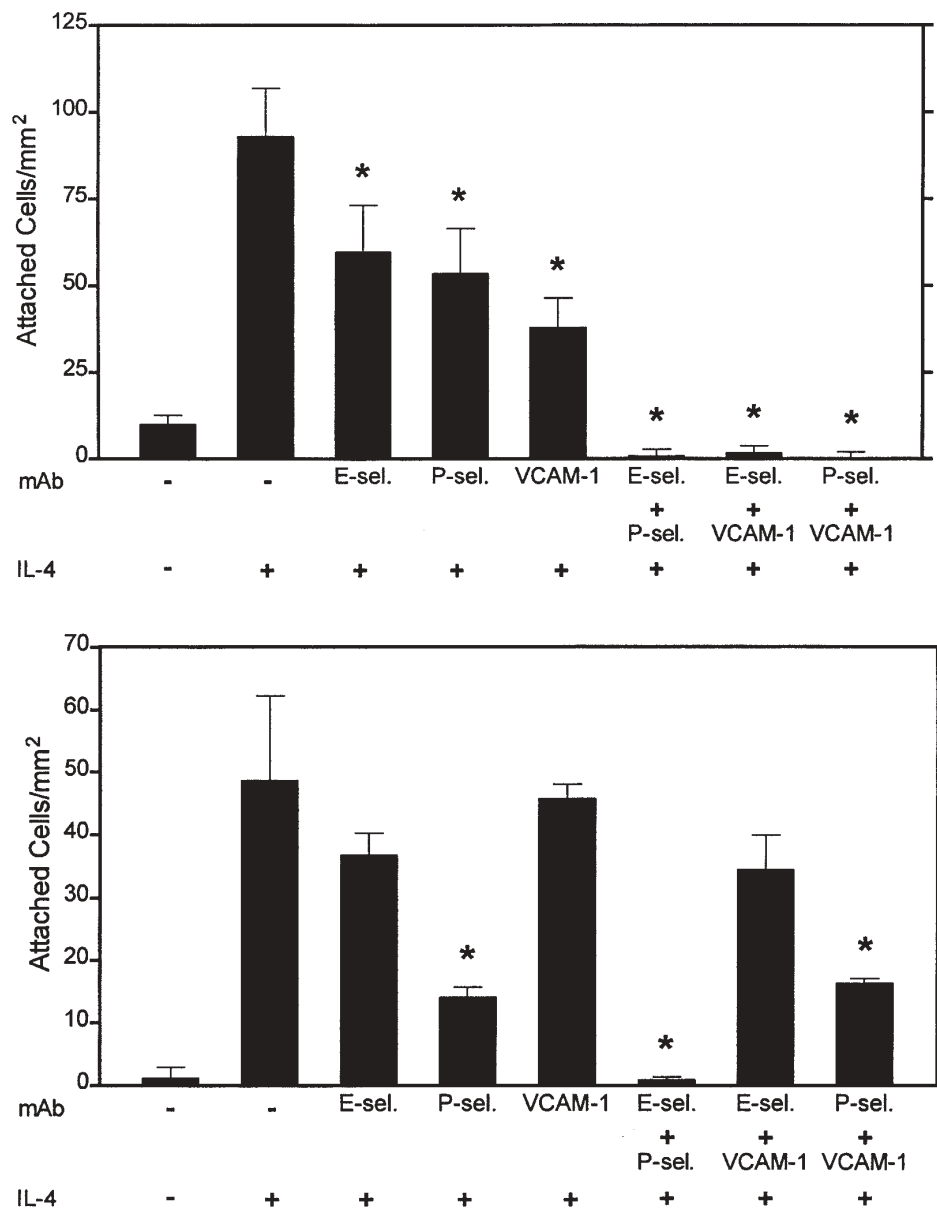 125
100
75
50
25
0
Attached Cells/mm²
* * * * * *
mAb - - E-sel. P-sel. VCAM-1 E-sel. E-sel. P-sel.
+ + +
P-sel. VCAM-1 VCAM-1
IL-4 - + + + + + + +
70
60
50
40
30
20
10
0
Attached Cells/mm²
* * *
mAb - - E-sel. P-sel. VCAM-1 E-sel. E-sel. P-sel.
+ + +
P-sel. VCAM-1 VCAM-1
IL-4 - + + + + + + +